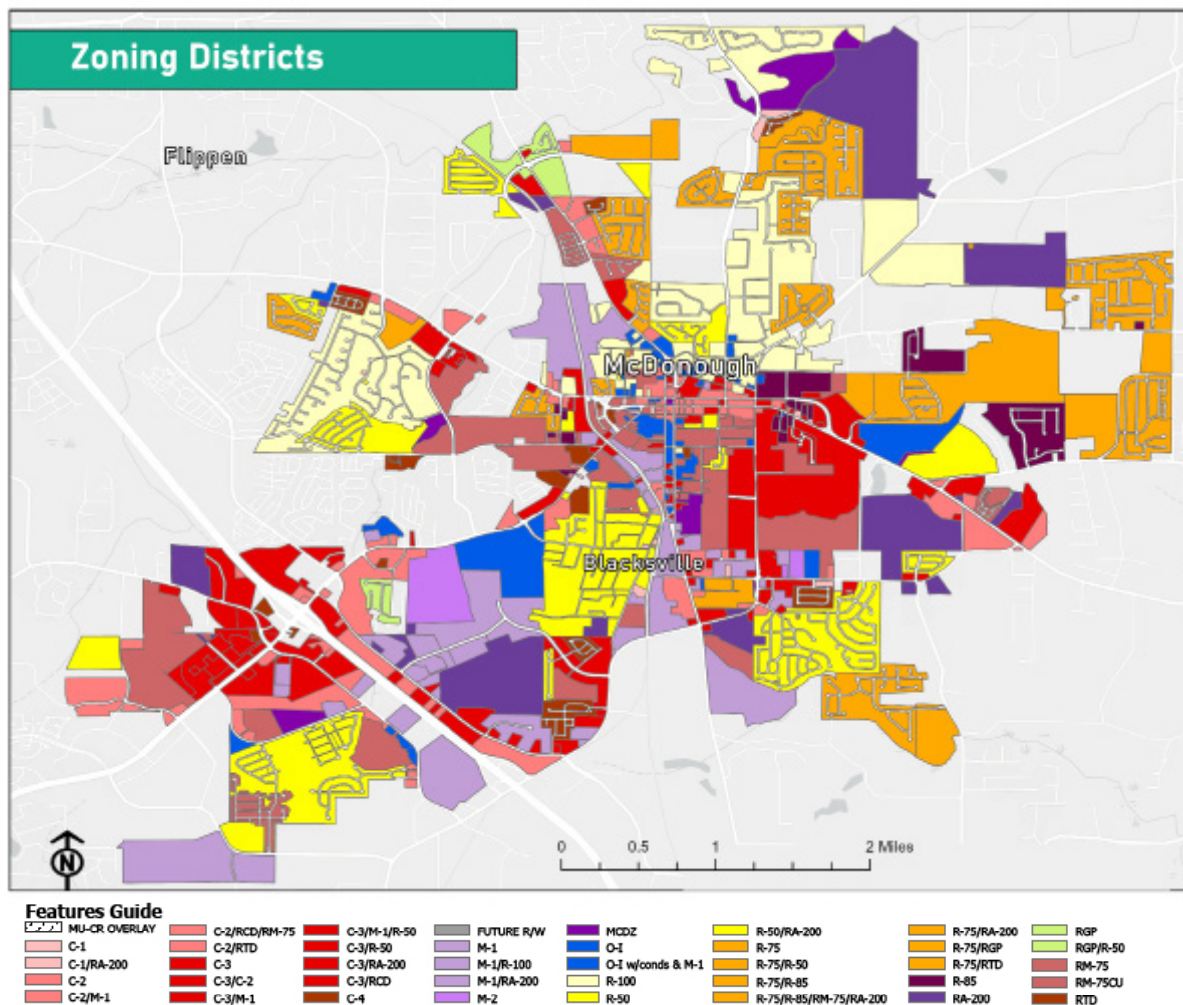 Zoning Districts
Flippen
McDonough
Blacksville
N
0 0.5 1 2 Miles
Features Guide
MU-CR OVERLAY
C-1
C-1/RA-200
C-2
C-2/M-1
C-2/RCD/RM-75
C-2/RTD
C-3
C-3/C-2
C-3/M-1
C-3/M-1/R-50
C-3/R-50
C-3/RA-200
C-3/RCD
C-4
FUTURE R/W
M-1
M-1/R-100
M-1/RA-200
M-2
MCDZ
O-I
O-I w/conds & M-1
R-100
R-50
R-50/RA-200
R-75
R-75/R-50
R-75/R-85
R-75/R-85/RM-75/RA-200
R-75/RA-200
R-75/RGP
R-75/RTD
R-85
RA-200
RGP
RGP/R-50
RM-75
RM-75CU
RTD